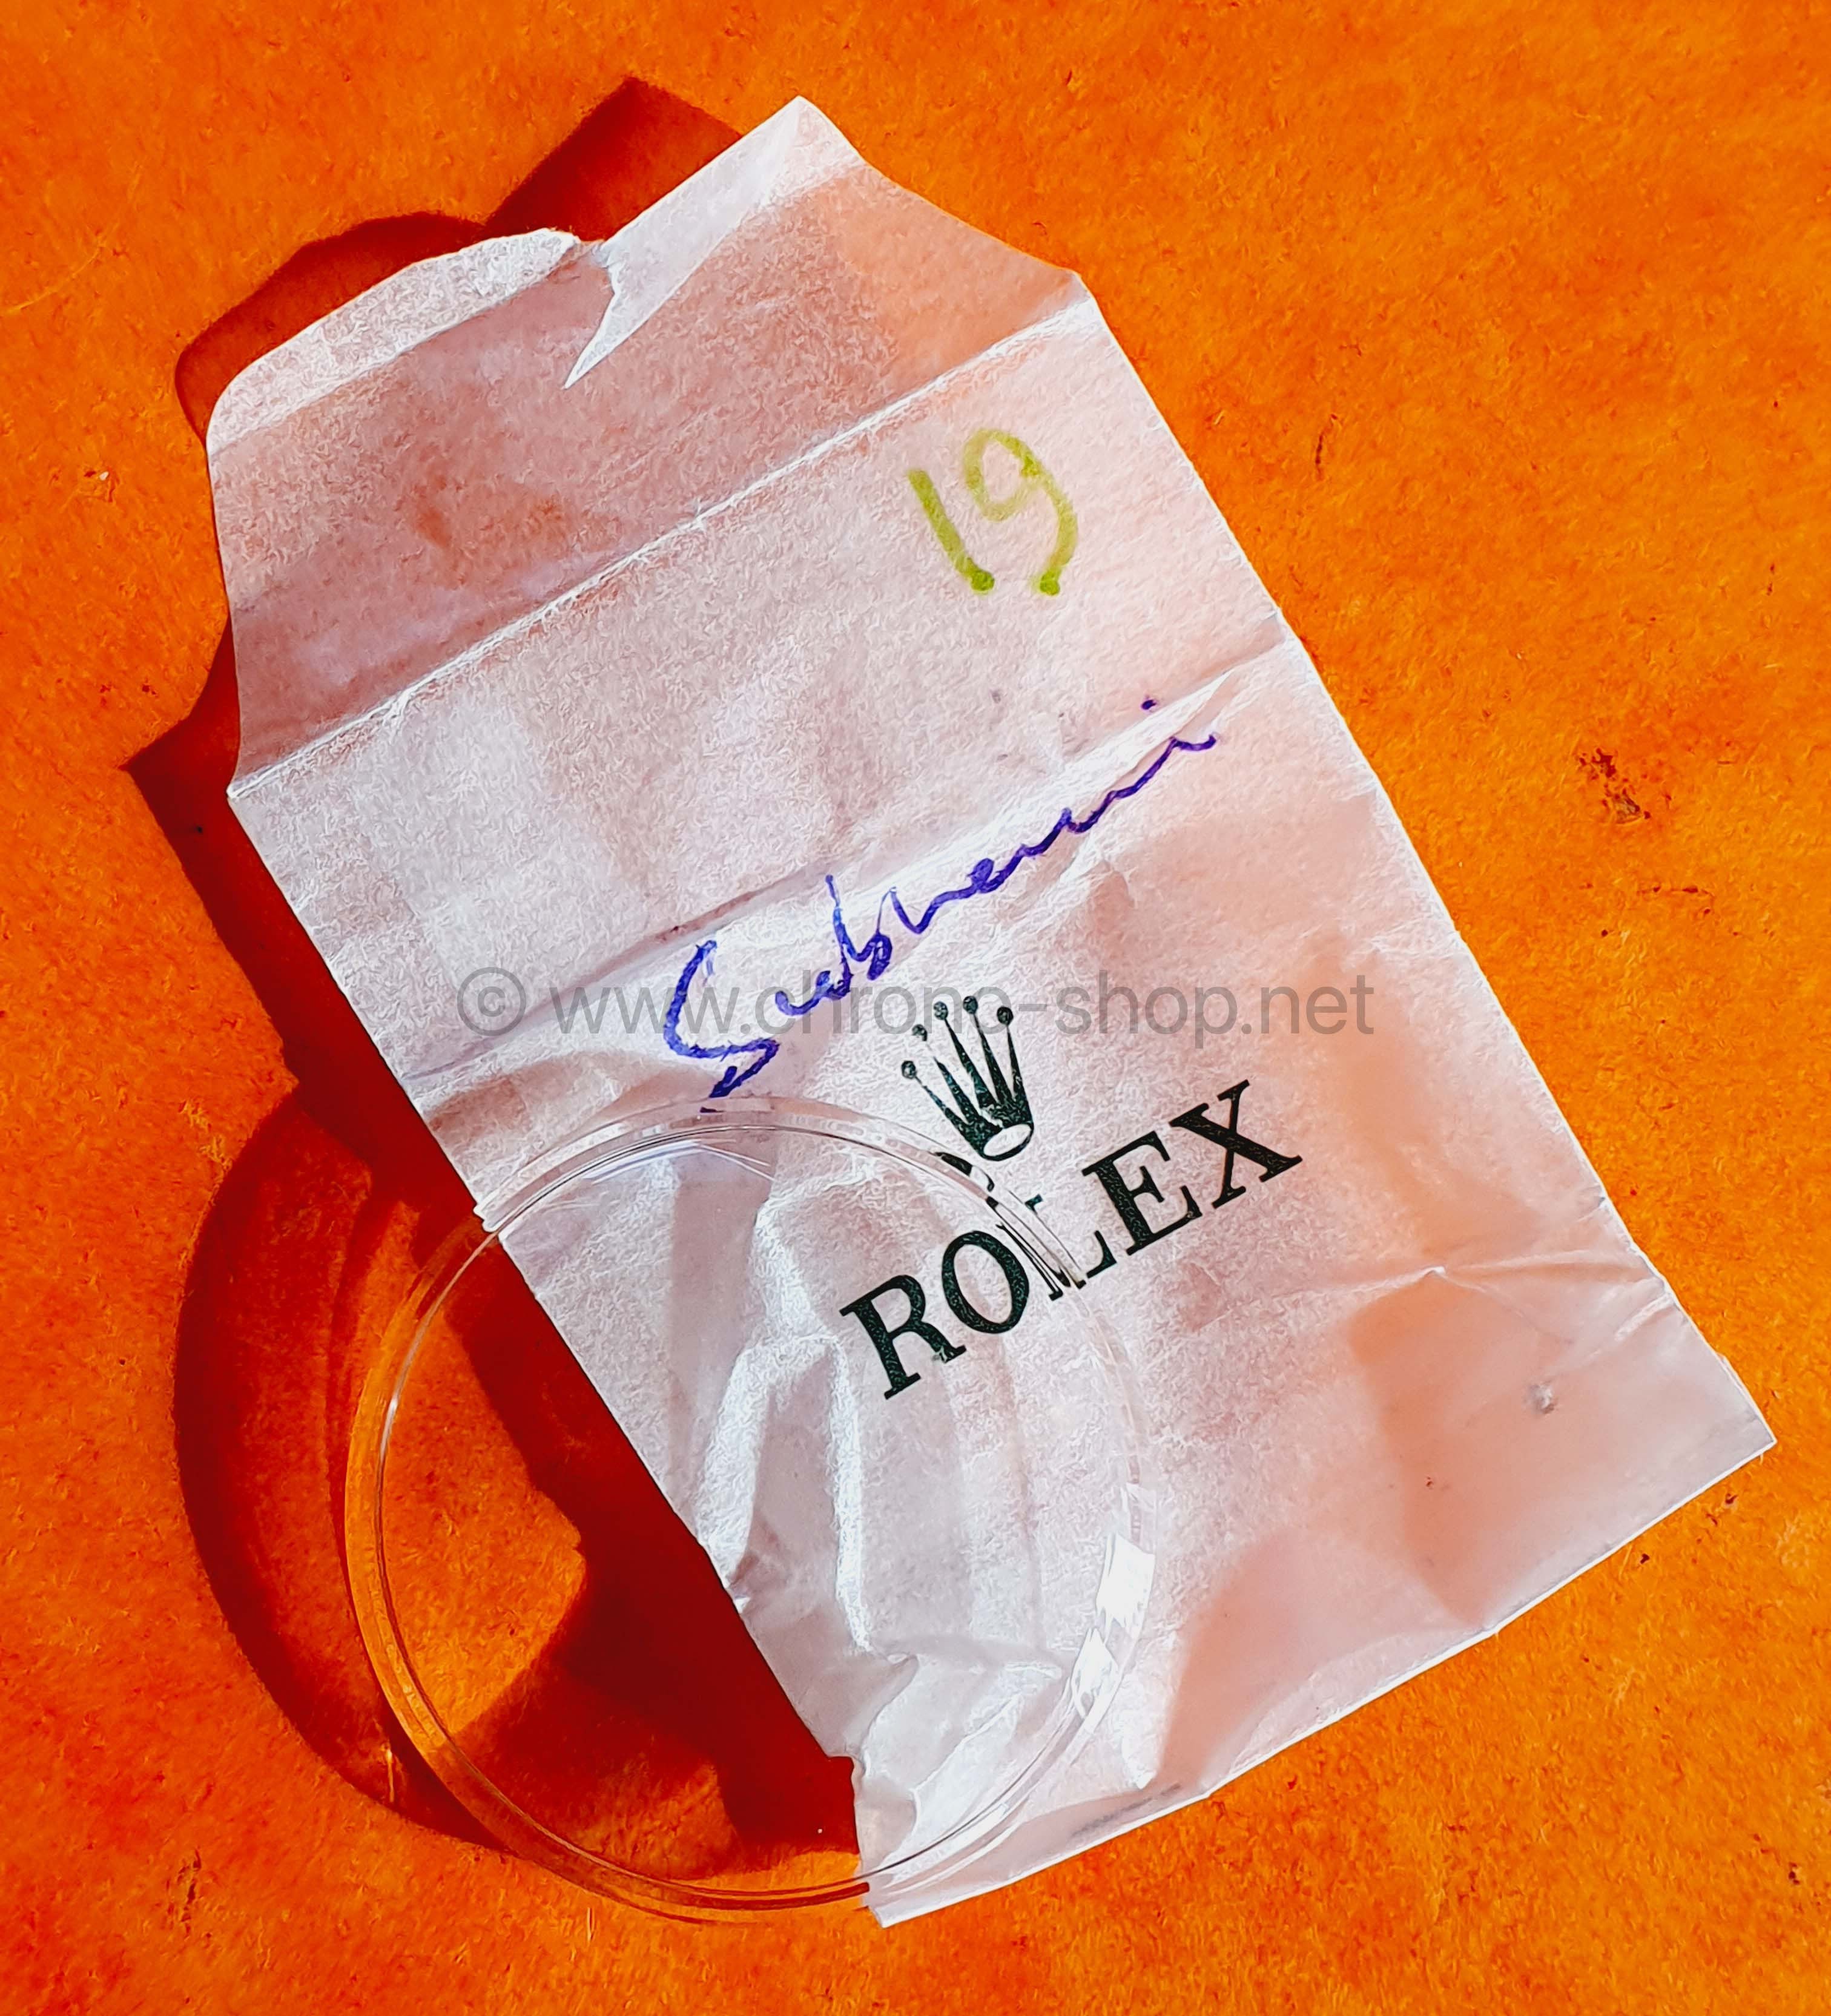 19
Submarin
© www.chrono-shop.net
ROLEX